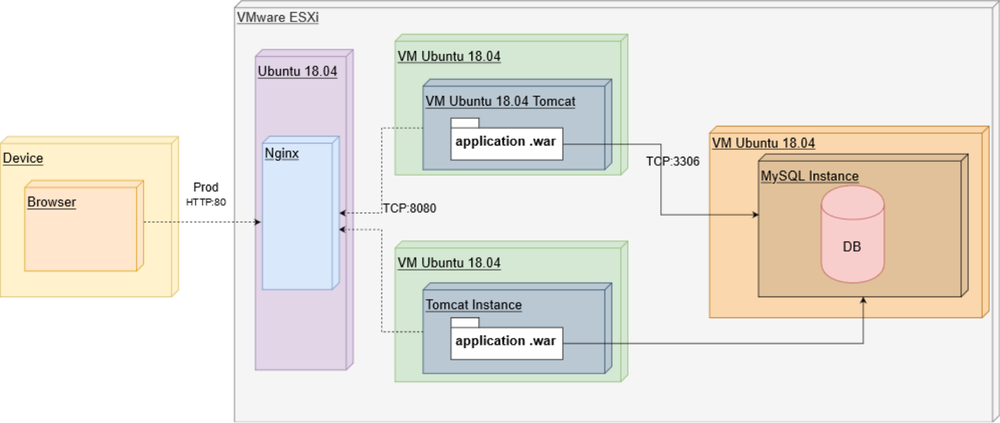 VMware ESXi
Device
Browser
Prod
HTTP:80
Ubuntu 18.04
Nginx
VM Ubuntu 18.04
VM Ubuntu 18.04 Tomcat
application .war
TCP:8080
VM Ubuntu 18.04
Tomcat Instance
application .war
TCP:3306
VM Ubuntu 18.04
MySQL Instance
DB